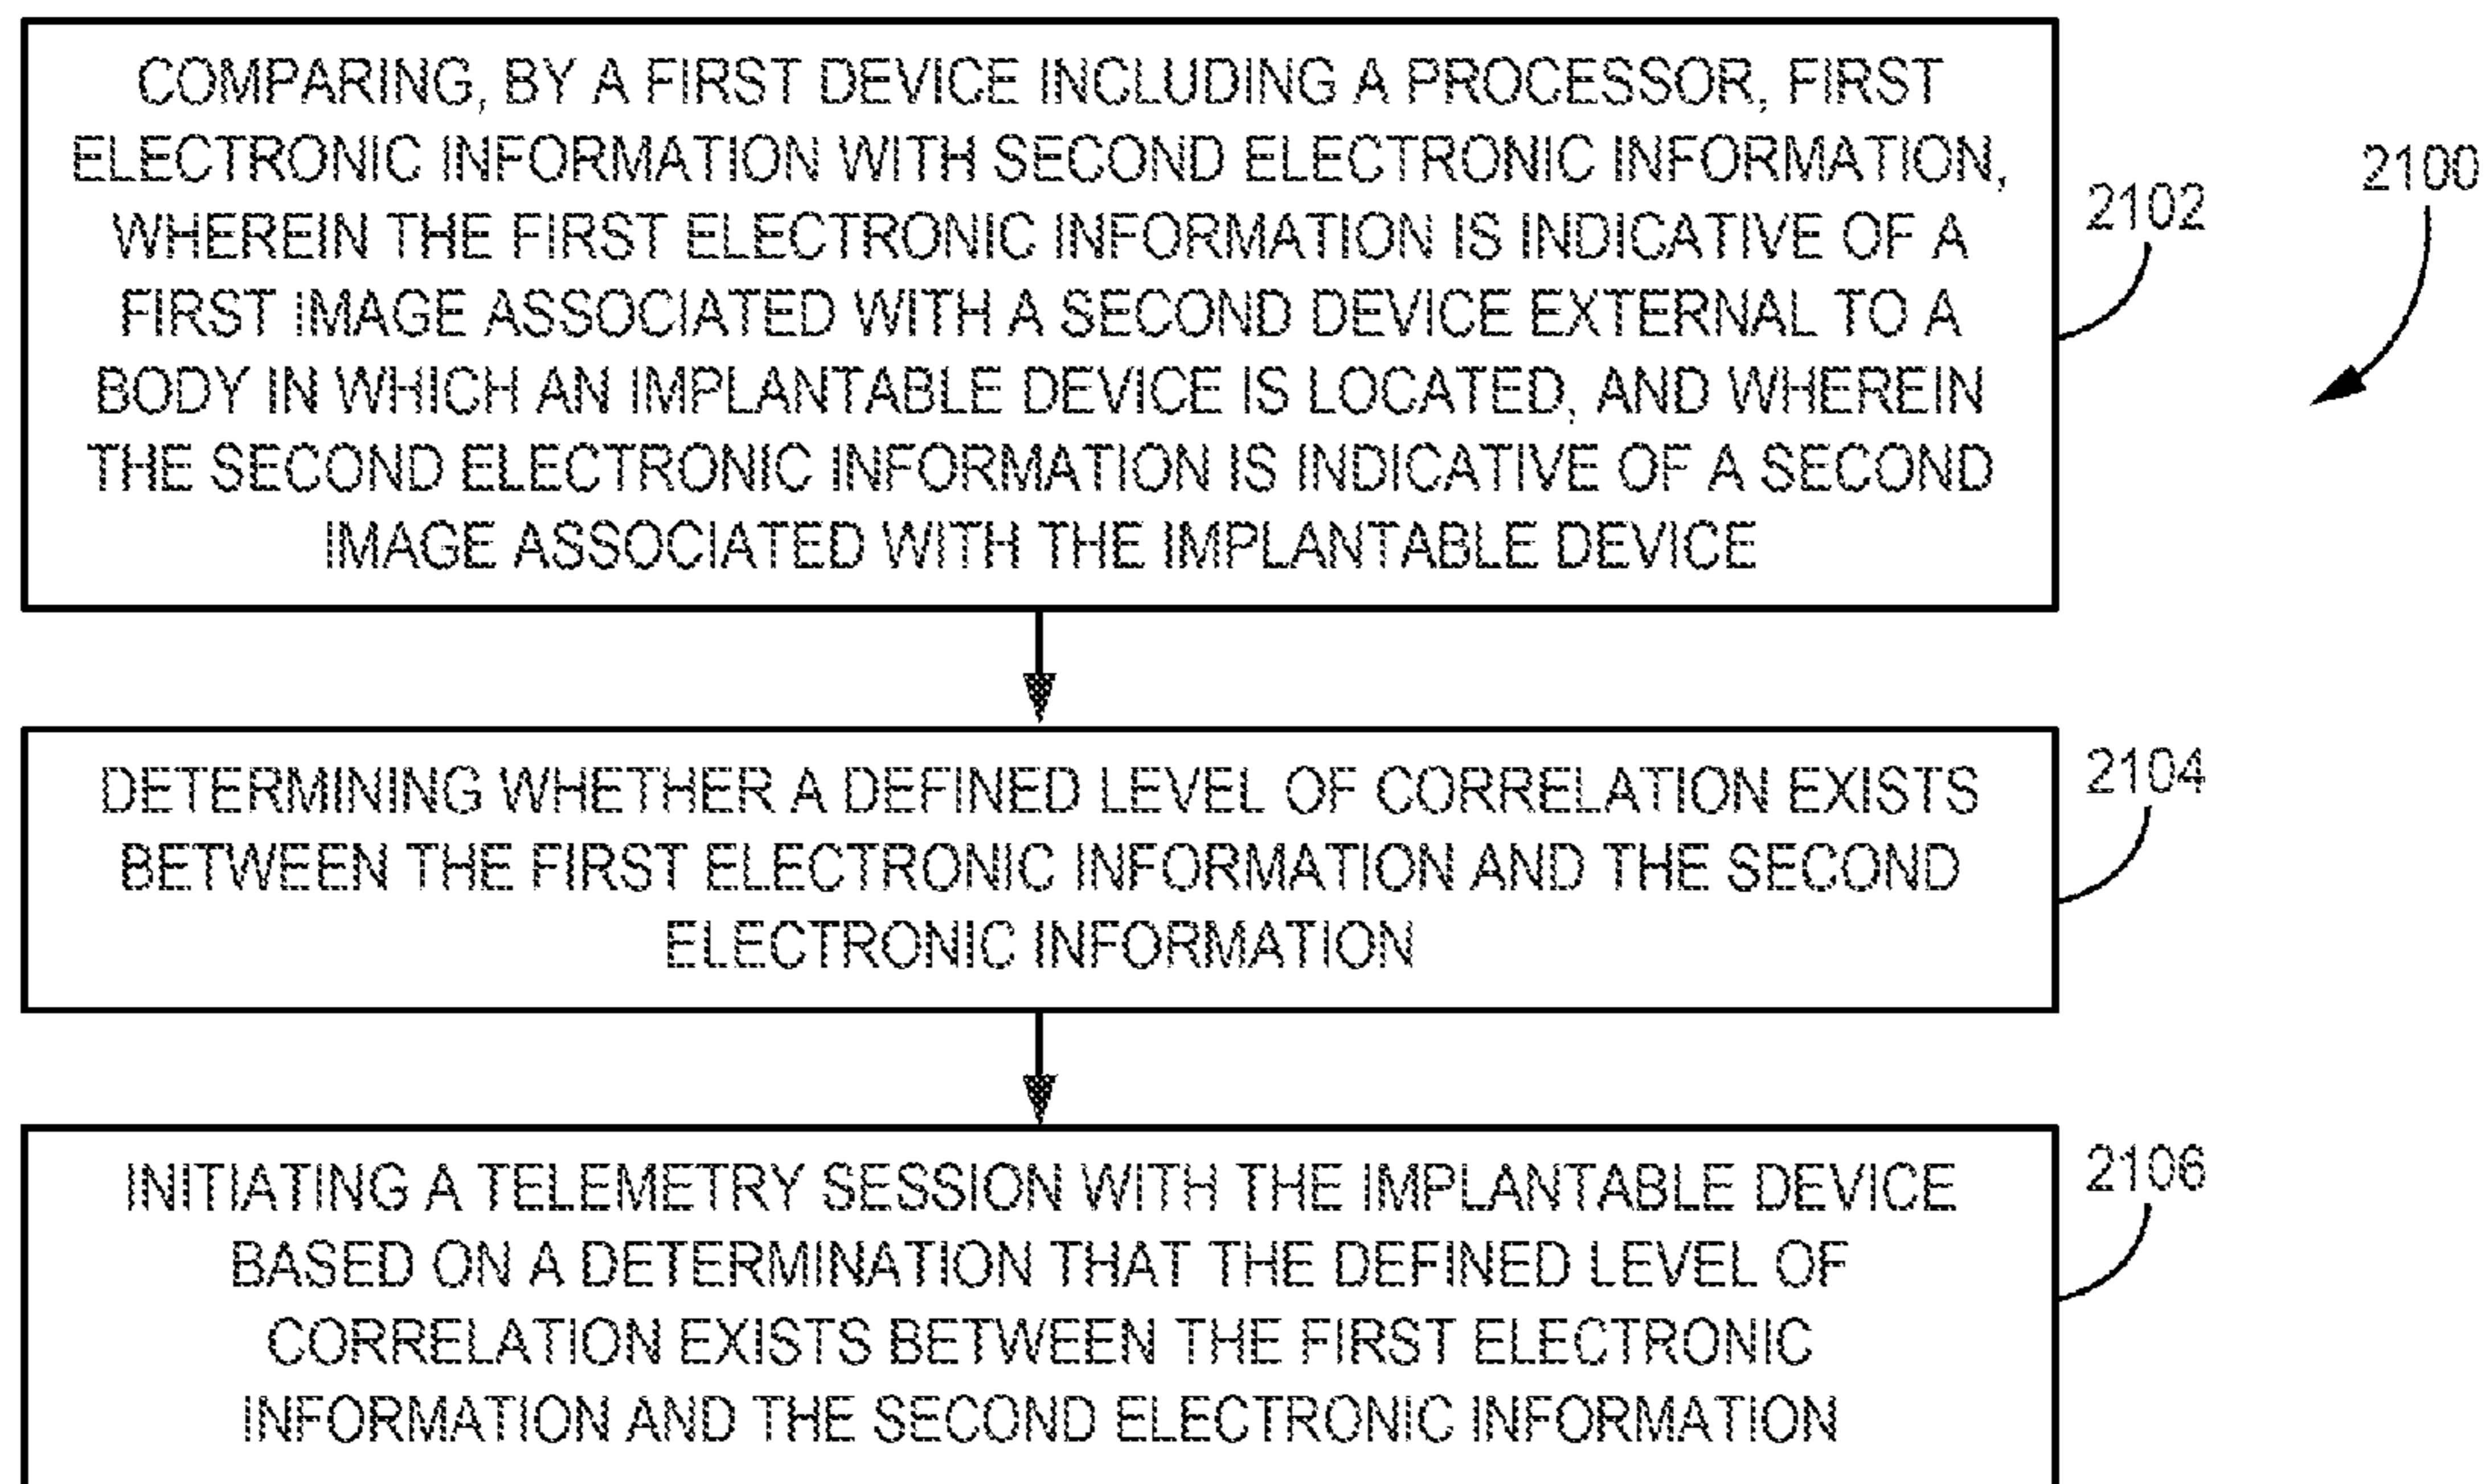 COMPARING, BY A FIRST DEVICE INCLUDING A PROCESSOR, FIRST
ELECTRONIC INFORMATION WITH SECOND ELECTRONIC INFORMATION,
WHEREIN THE FIRST ELECTRONIC INFORMATION IS INDICATIVE OF A
FIRST IMAGE ASSOCIATED WITH A SECOND DEVICE EXTERNAL TO A
BODY IN WHICH AN IMPLANTABLE DEVICE IS LOCATED, AND WHEREIN
THE SECOND ELECTRONIC INFORMATION IS INDICATIVE OF A SECOND
IMAGE ASSOCIATED WITH THE IMPLANTABLE DEVICE
2102
2100
DETERMINING WHETHER A DEFINED LEVEL OF CORRELATION EXISTS
BETWEEN THE FIRST ELECTRONIC INFORMATION AND THE SECOND
ELECTRONIC INFORMATION
2104
INITIATING A TELEMETRY SESSION WITH THE IMPLANTABLE DEVICE
BASED ON A DETERMINATION THAT THE DEFINED LEVEL OF
CORRELATION EXISTS BETWEEN THE FIRST ELECTRONIC
INFORMATION AND THE SECOND ELECTRONIC INFORMATION
2106